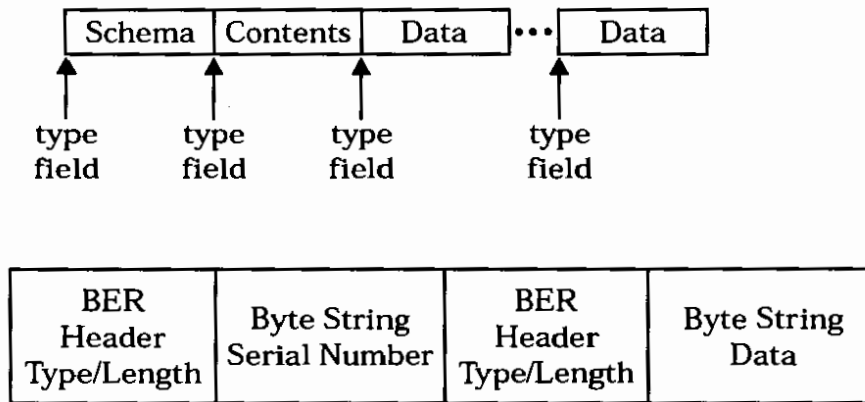 Schema Contents Data ••• Data
type type type type
field field field field
BER Byte String BER Byte String
Header Serial Number Header Data
Type/Length Type/Length